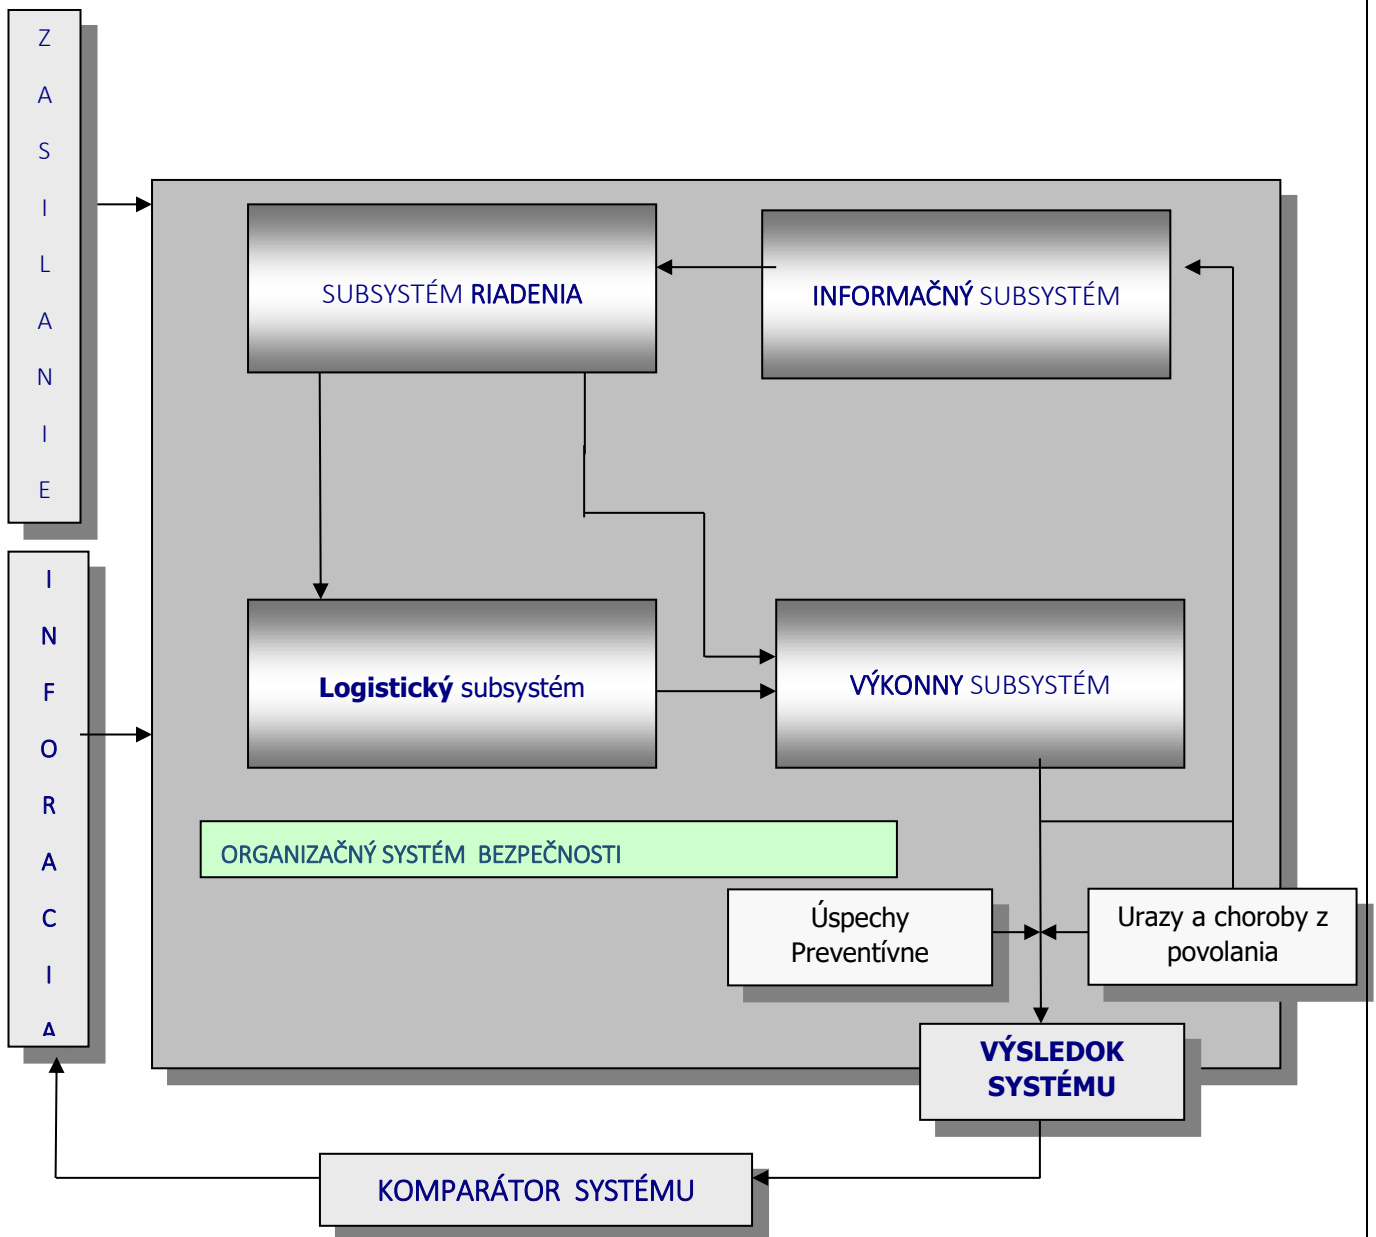 Z
A
S
I
L
A
N
I
E
SUBSYSTÉM RIADENIA
INFORMAČNÝ SUBSYSTÉM
I
N
F
O
R
A
C
I
A
Logistický subsystém
VÝKONNY SUBSYSTÉM
ORGANIZAČNÝ SYSTÉM BEZPEČNOSTI
Úspechy
Preventívne
Urazy a choroby z
povolania
VÝSLEDOK
SYSTÉMU
KOMPARÁTOR SYSTÉMU